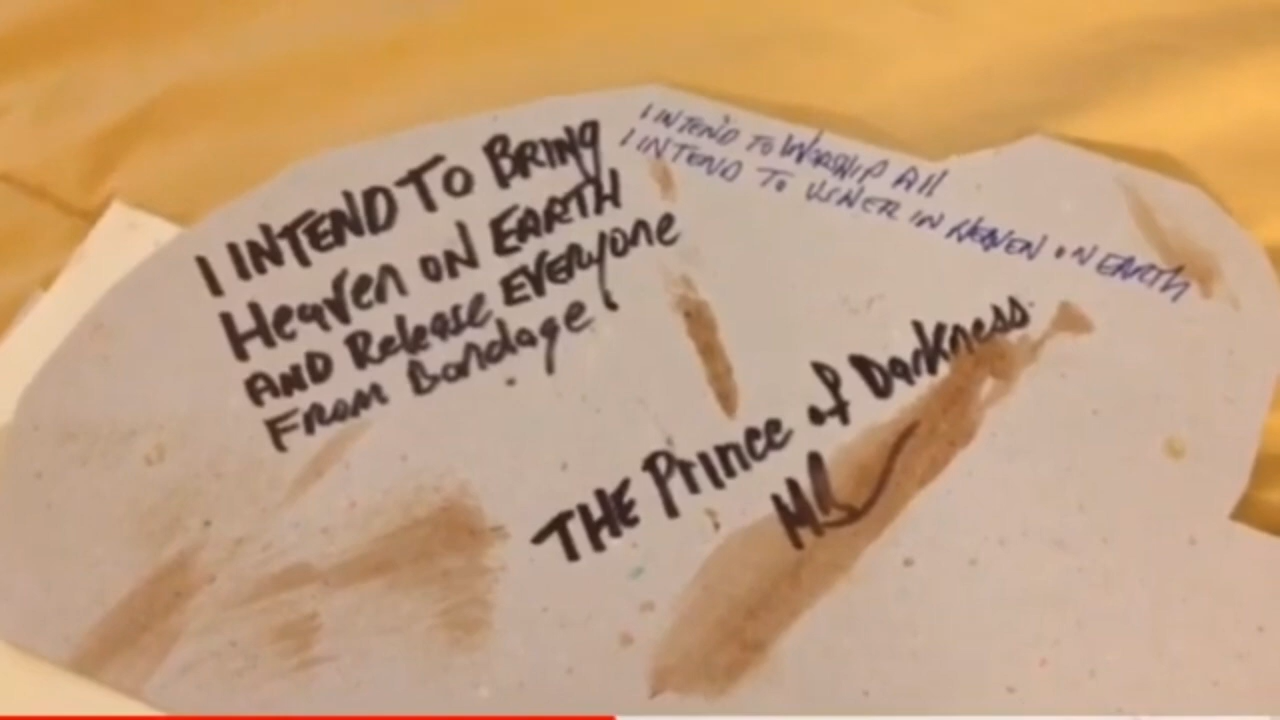 I INTEND TO BRING
Heaven ON EARTH
AND Release EVERYone
From Bondage!
I INTEND TO WORSHIP All
I INTEND TO USHER IN HEAVEN ON EARTH
THE Prince of Darkness
MB